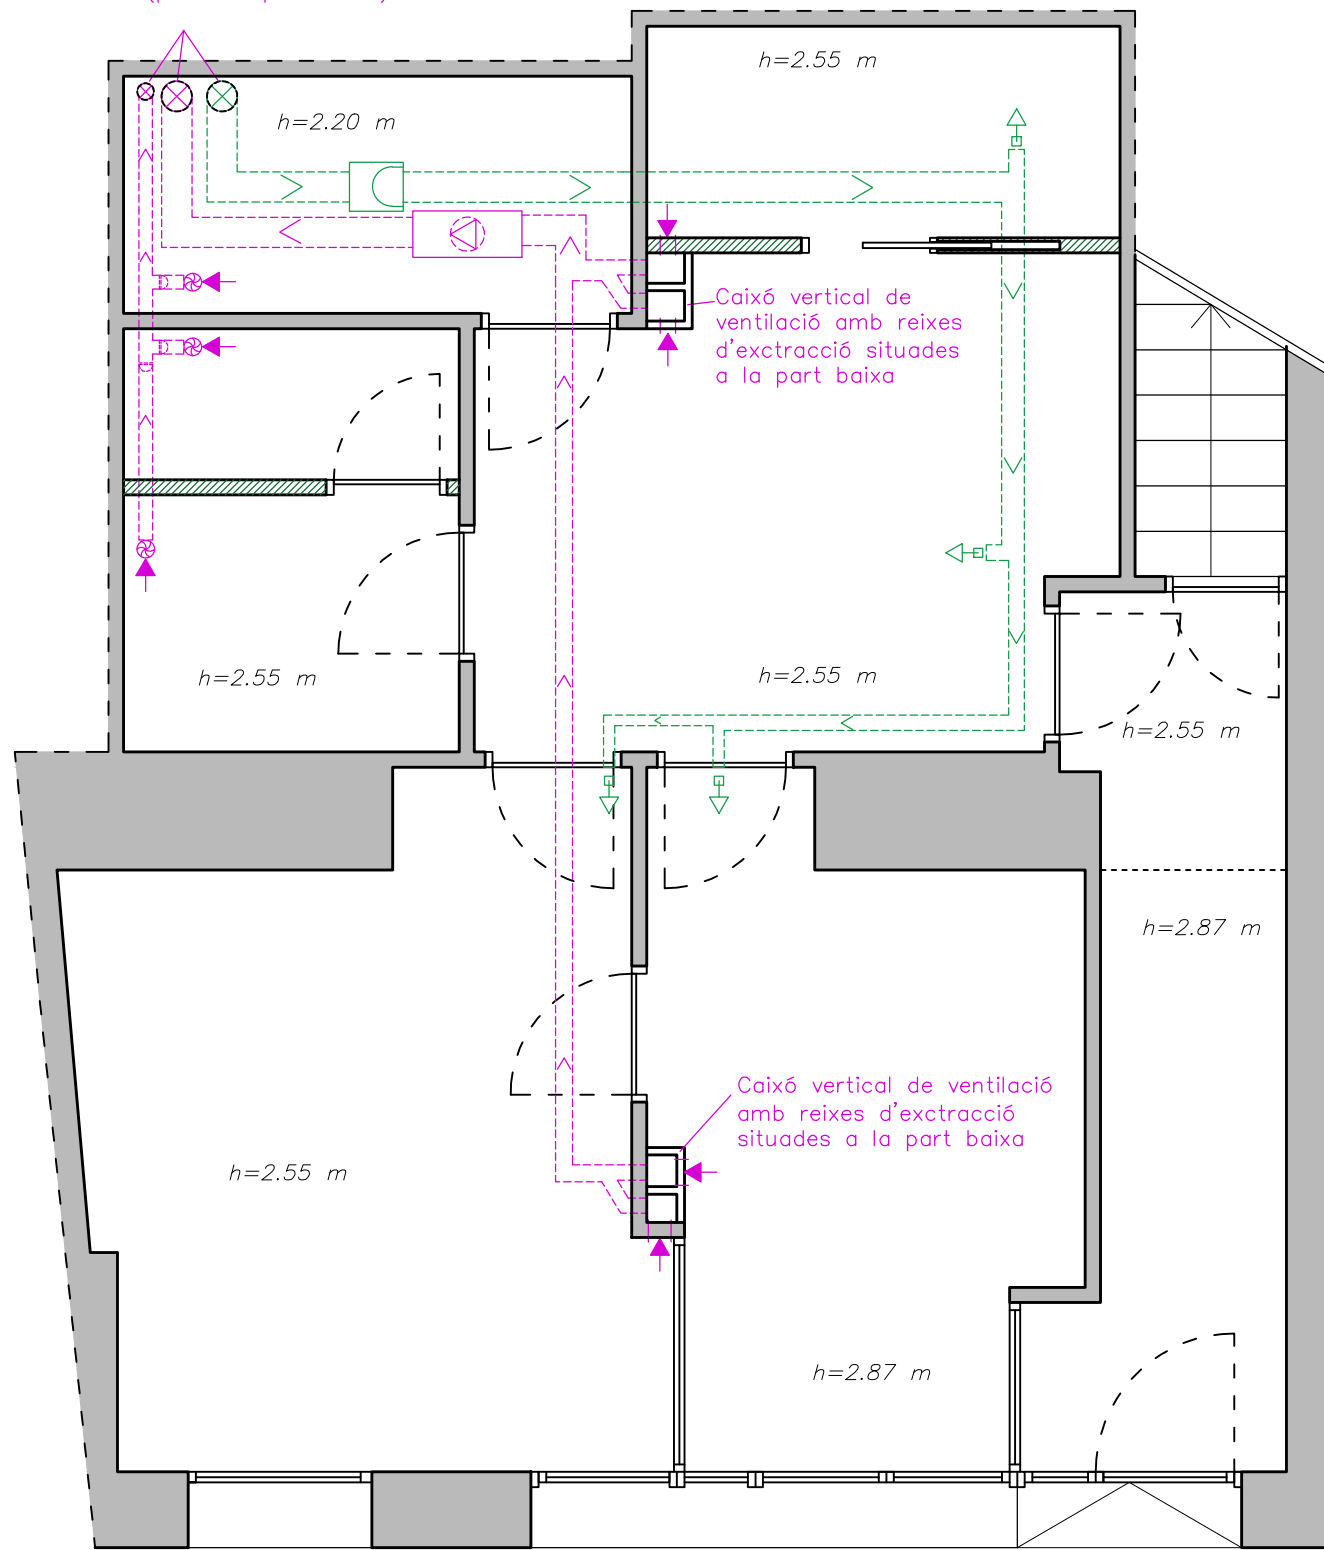 h=2.55 m
h=2.20 m
Caixó vertical de
ventilació amb reixes
d'exctracció situades
a la part baixa
h=2.55 m
h=2.55 m
h=2.55 m
h=2.87 m
Caixó vertical de ventilació
amb reixes d'exctracció
situades a la part baixa
h=2.55 m
h=2.87 m